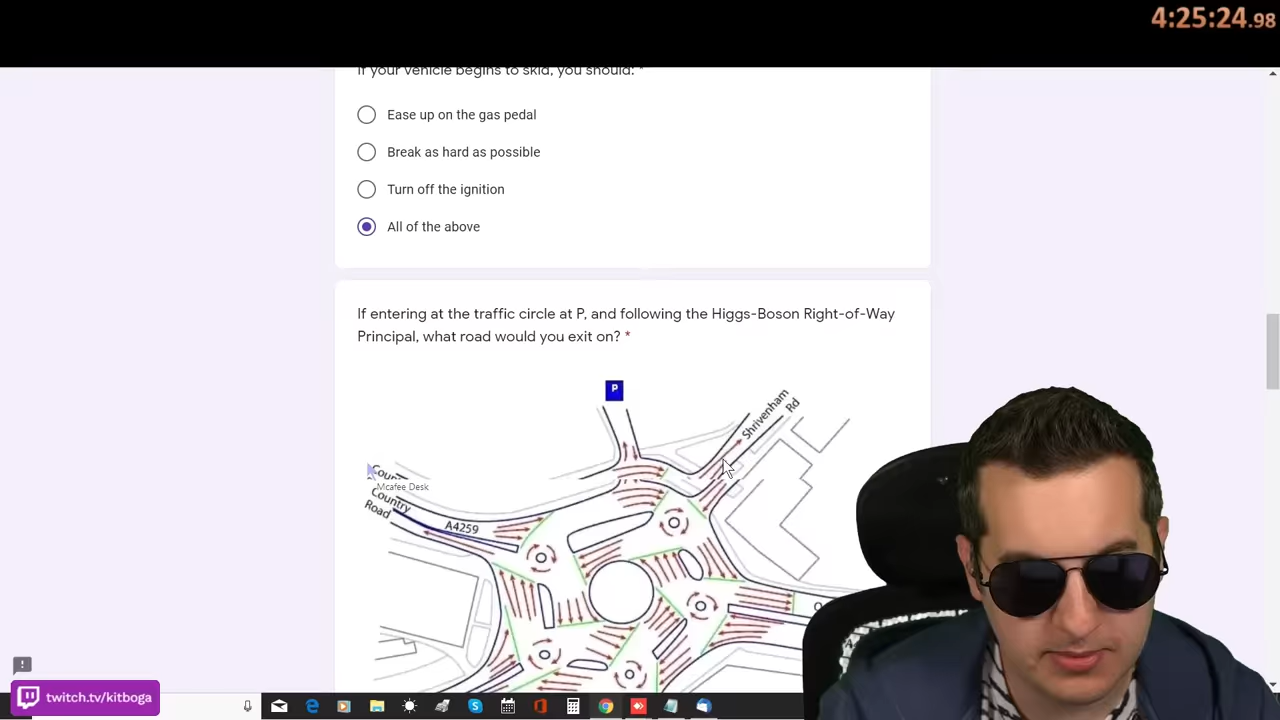 4:25:24.98
If your vehicle begins to skid, you should: *
Ease up on the gas pedal
Break as hard as possible
Turn off the ignition
All of the above
If entering at the traffic circle at P, and following the Higgs-Boson Right-of-Way
Principal, what road would you exit on? *
P
Shrivenham
Rd
Mcafee Desk
Country
Road
A4259
twitch.tv/kitboga